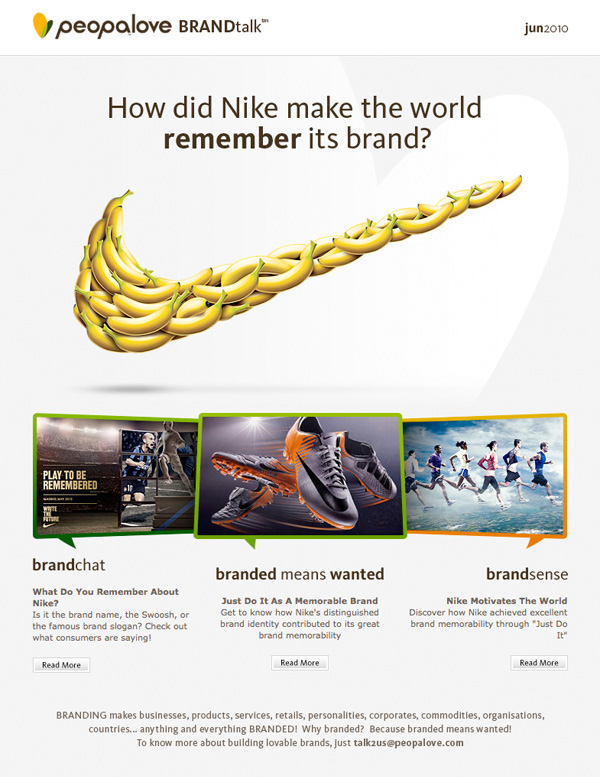 peopalove BRANDtalk™
jun2010
How did Nike make the world
remember its brand?
PLAY TO BE
REMEMBERED
WRITE
THE
FUTURE
brandchat
What Do You Remember About
Nike?
Is it the brand name, the Swoosh, or
the famous brand slogan? Check out
what consumers are saying!
Read More
branded means wanted
Just Do It As A Memorable Brand
Get to know how Nike's distinguished
brand identity contributed to its great
brand memorability
Read More
brandsense
Nike Motivates The World
Discover how Nike achieved excellent
brand memorability through "Just Do
It"
Read More
BRANDING makes businesses, products, services, retails, personalities, corporates, commodities, organisations,
countries... anything and everything BRANDED! Why branded? Because branded means wanted!
To know more about building lovable brands, just talk2us@peopalove.com